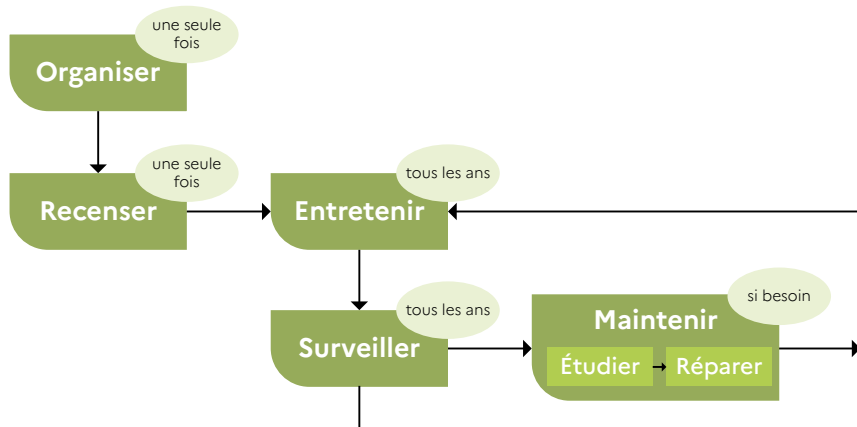 une seule
fois
Organiser
une seule
fois
Recenser
tous les ans
Entretenir
tous les ans
Surveiller
si besoin
Maintenir
Étudier
Réparer